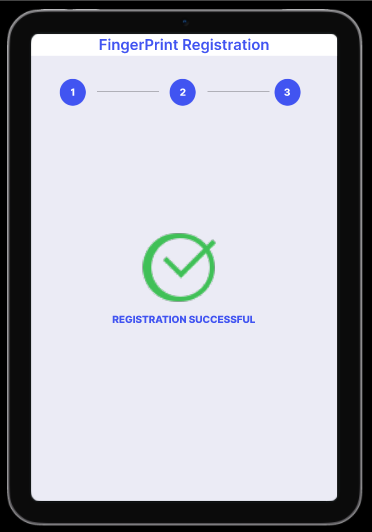 FingerPrint Registration
1 2 3
REGISTRATION SUCCESSFUL